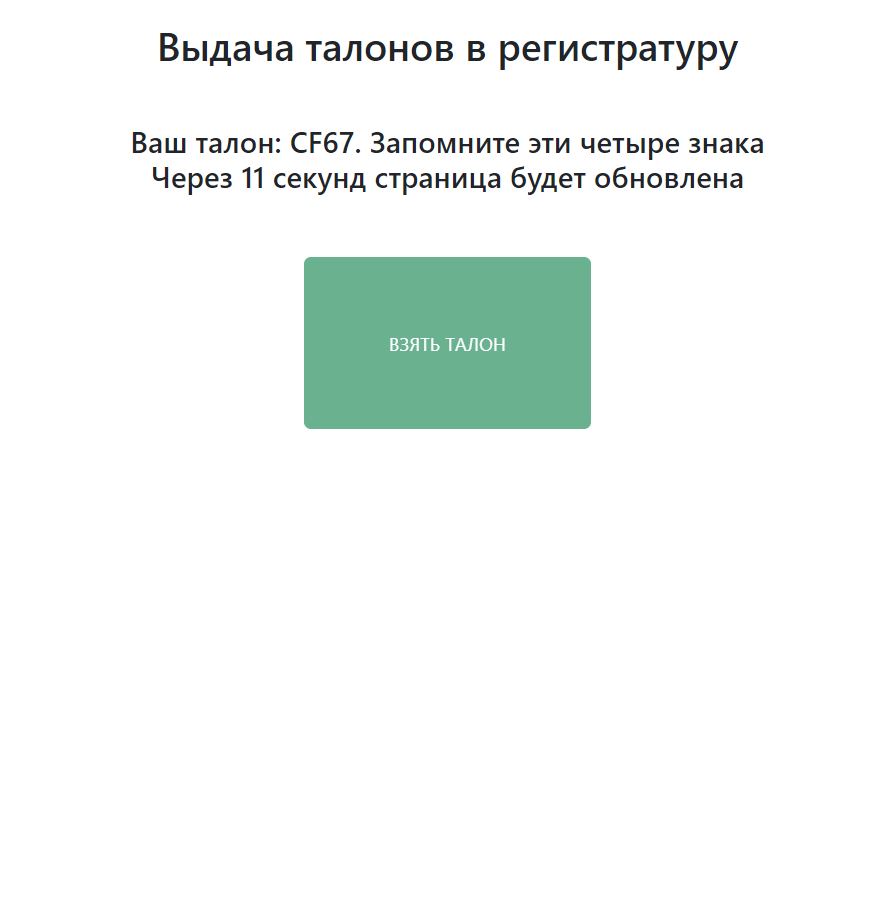 Выдача талонов в регистратуру
Ваш талон: CF67. Запомните эти четыре знака
Через 11 секунд страница будет обновлена
ВЗЯТЬ ТАЛОН